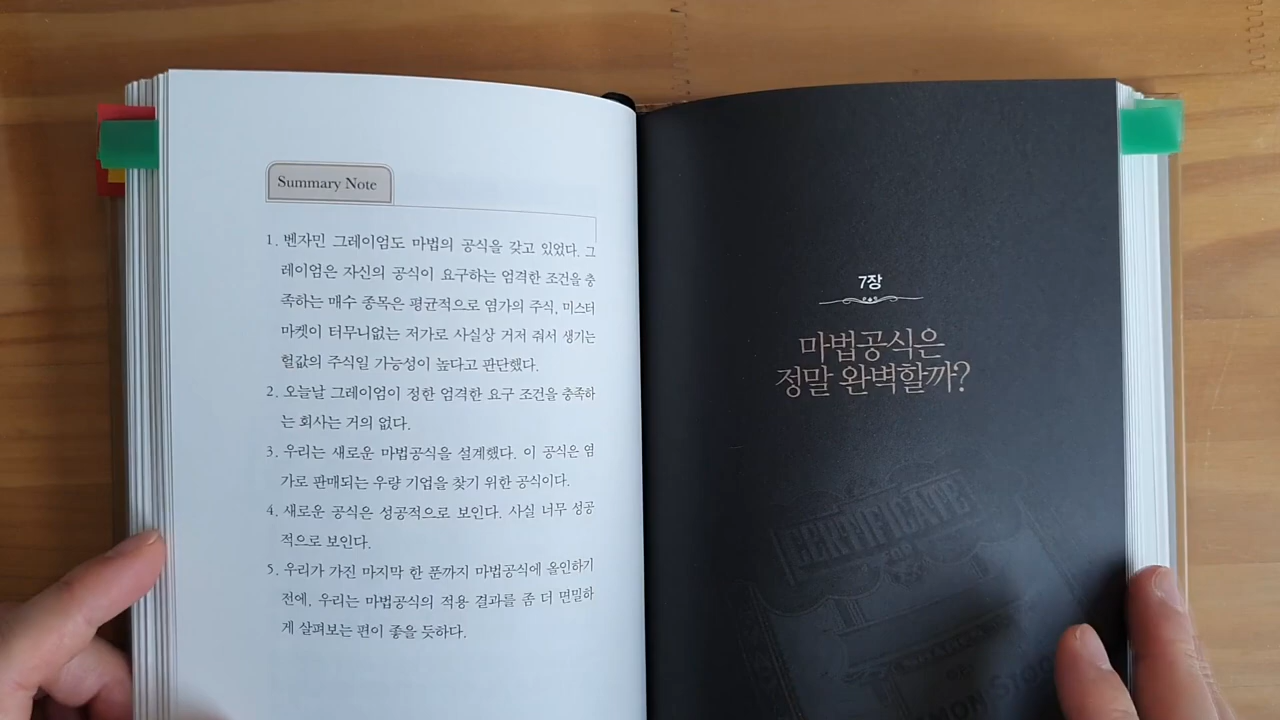 Summary Note
1. 벤자민 그레이엄도 마법의 공식을 갖고 있었다. 그
레이엄은 자신의 공식이 요구하는 엄격한 조건을 충
족하는 매수 종목은 평균적으로 염가의 주식, 미스터
마켓이 터무니없는 저가로 사실상 거저 줘서 생기는
헐값의 주식일 가능성이 높다고 판단했다.
2. 오늘날 그레이엄이 정한 엄격한 요구 조건을 충족하
는 회사는 거의 없다.
3. 우리는 새로운 마법공식을 설계했다. 이 공식은 염
가로 판매되는 우량 기업을 찾기 위한 공식이다.
4. 새로운 공식은 성공적으로 보인다. 사실 너무 성공
적으로 보인다.
5. 우리가 가진 마지막 한 푼까지 마법공식에 올인하기
전에, 우리는 마법공식의 적용 결과를 좀 더 면밀하
게 살펴보는 편이 좋을 듯하다.
7장
마법공식은
정말 완벽할까?
CERTIFICATE